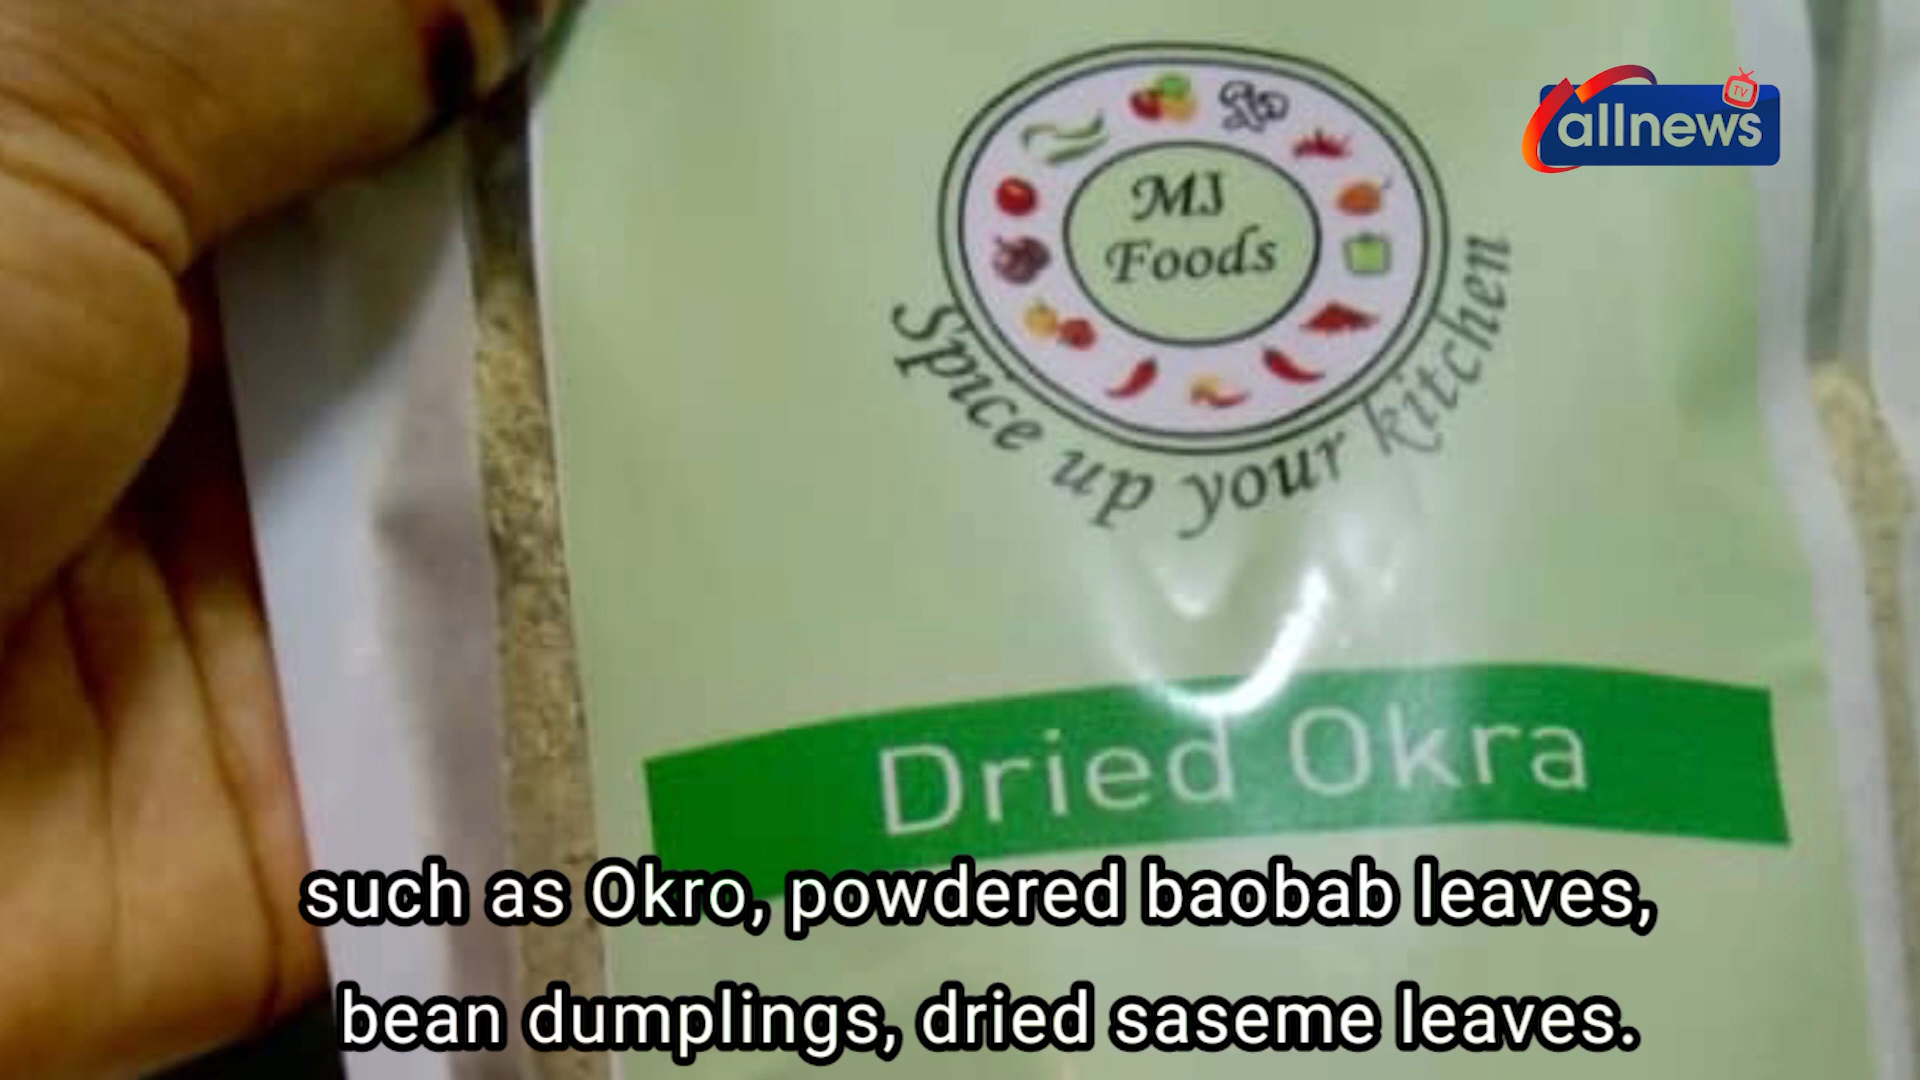 allnews
TV
MJ
Foods
Spice up your kitchen
Dried Okra
such as Okro, powdered baobab leaves,
bean dumplings, dried saseme leaves.